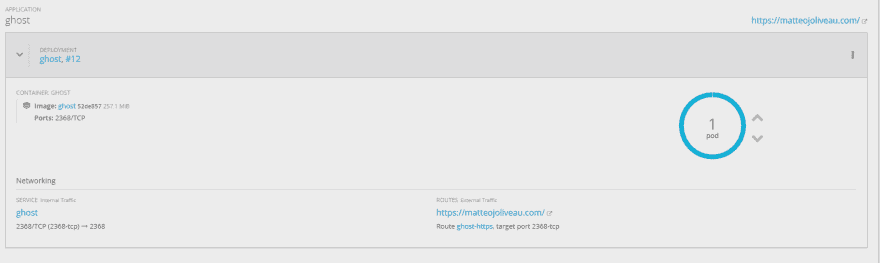 APPLICATION
ghost
https://matteojoliveau.com/
DEPLOYMENT
ghost, #12
CONTAINER: GHOST
Image: ghost 52de857 257.1 MiB
Ports: 2368/TCP
1
pod
Networking
SERVICE Internal Traffic
ghost
2368/TCP (2368-tcp) → 2368
ROUTES External Traffic
https://matteojoliveau.com/
Route ghost-https, target port 2368-tcp